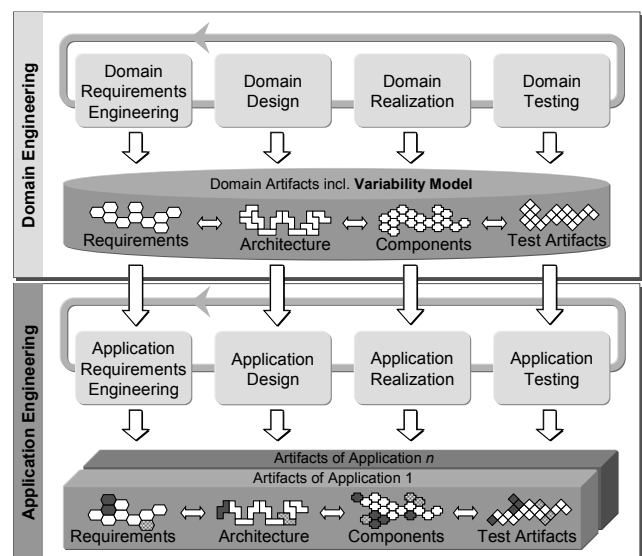 Domain Engineering
Domain
Requirements
Engineering
Domain
Design
Domain
Realization
Domain
Testing
Domain Artifacts incl. Variability Model
Requirements
Architecture
Components
Test Artifacts
Application Engineering
Application
Requirements
Engineering
Application
Design
Application
Realization
Application
Testing
Artifacts of Application n
Artifacts of Application 1
Requirements
Architecture
Components
Test Artifacts